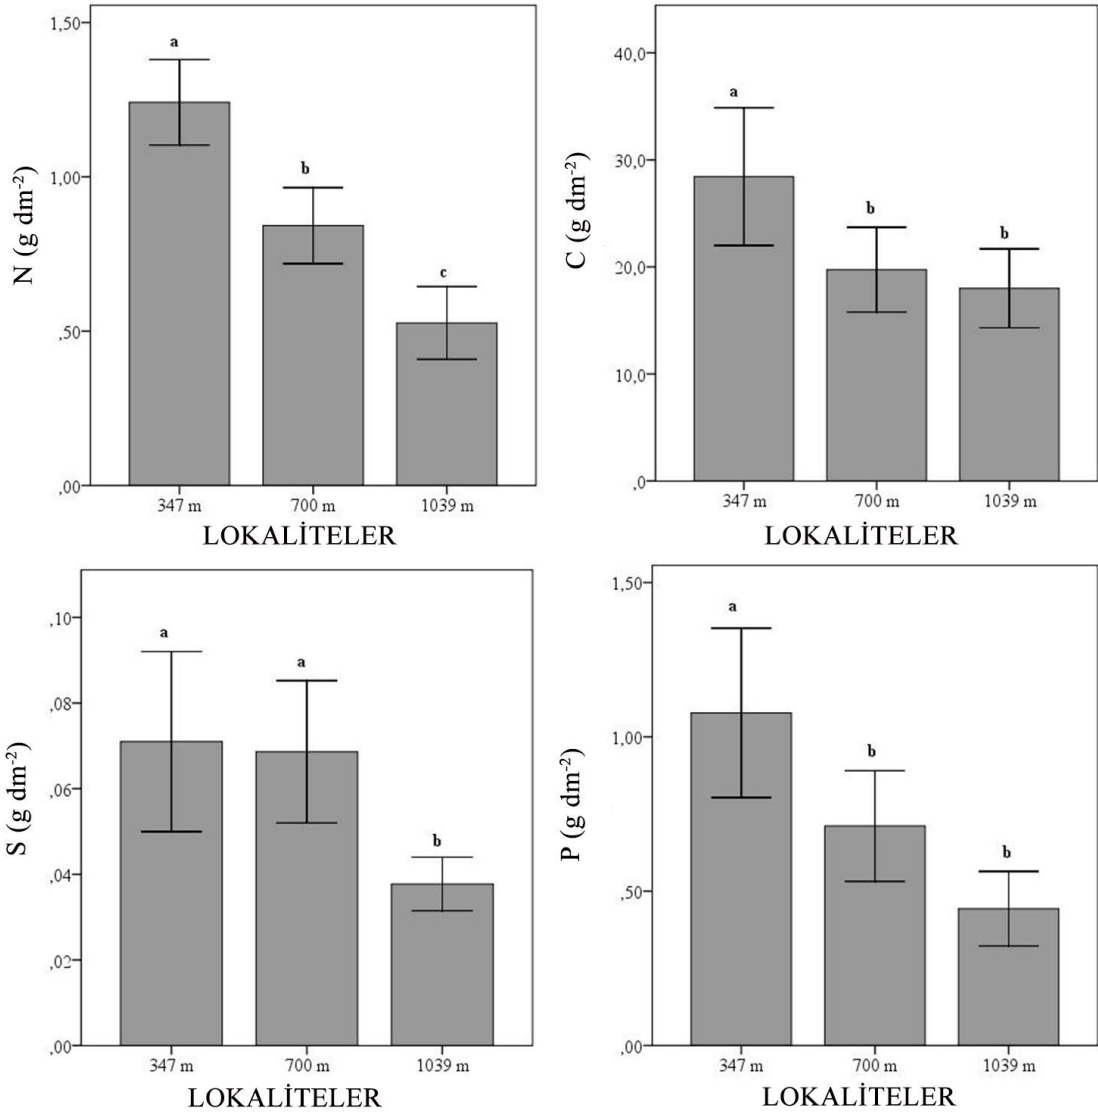 N (g dm-2)
1,50
1,00
,50
,00
a
b
c
347 m
700 m
1039 m
LOKALİTELER
C (g dm-2)
40,0
30,0
20,0
10,0
,0
a
b
b
347 m
700 m
1039 m
LOKALİTELER
S (g dm-2)
,10
,08
,06
,04
,02
,00
a
a
b
347 m
700 m
1039 m
LOKALİTELER
P (g dm-2)
1,50
1,00
,50
,00
a
b
b
347 m
700 m
1039 m
LOKALİTELER